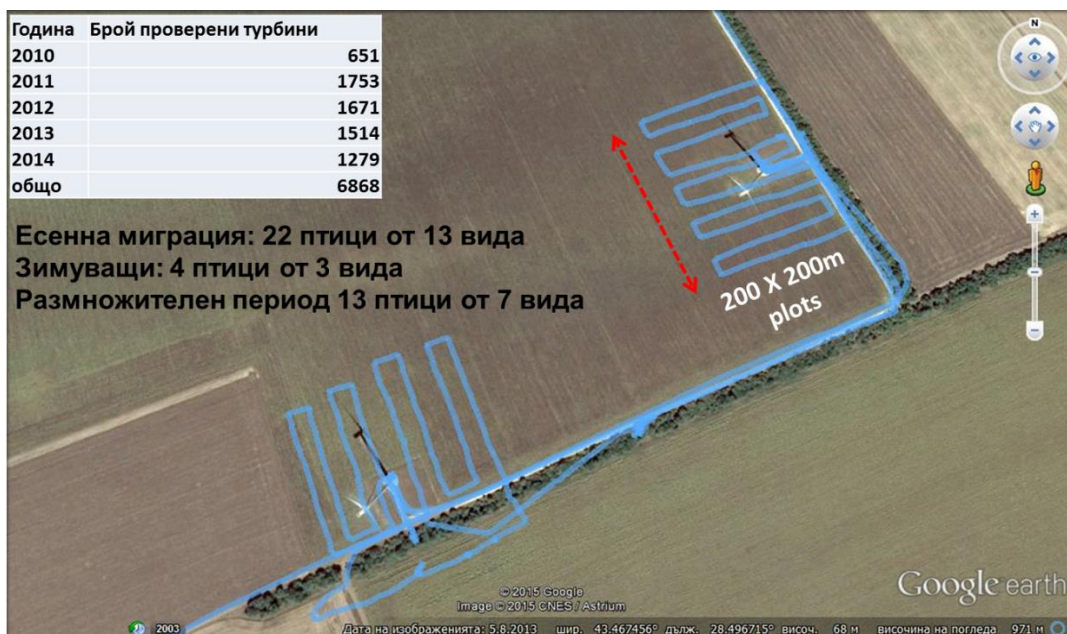 Година Брой проверени турбини
2010 651
2011 1753
2012 1671
2013 1514
2014 1279
общо 6868
Есенна миграция: 22 птици от 13 вида
Зимуващи: 4 птици от 3 вида
Размножителен период 13 птици от 7 вида
200 X 200m
plots
N
© 2015 Google
Image © 2015 CNES / Astrium
Google earth
2003 Дата на изображенията: 5.8.2013 шир. 43.467456° дълж. 28.496715° височ. 68 м височина на погледа 971 м